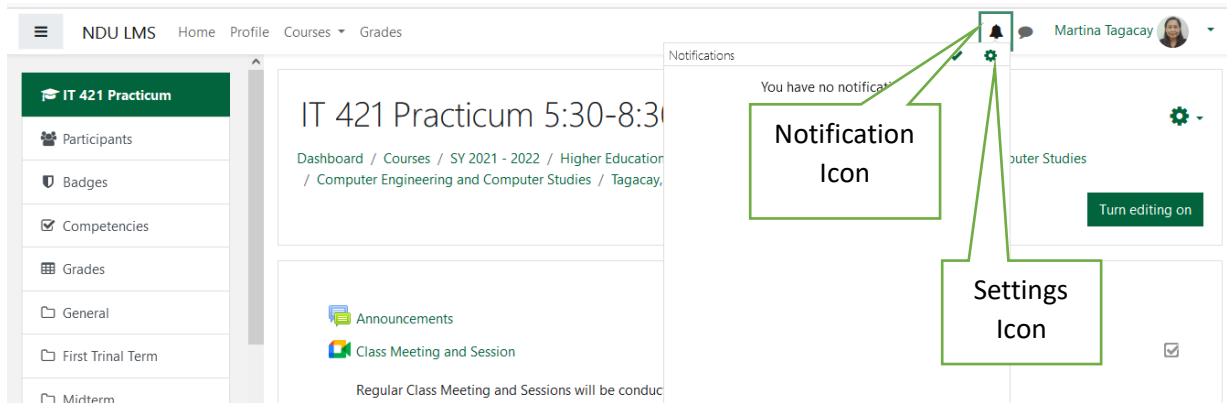 NDU LMS Home Profile Courses Grades Martina Tagacay
Notifications
You have no notificati
IT 421 Practicum
Participants
Badges
Competencies
Grades
General
First Trinal Term
Midterm
IT 421 Practicum 5:30-8:3
Dashboard / Courses / SY 2021 - 2022 / Higher Education
/ Computer Engineering and Computer Studies / Tagacay,
puter Studies
Turn editing on
Notification
Icon
Settings
Icon
Announcements
Class Meeting and Session
Regular Class Meeting and Sessions will be conduc